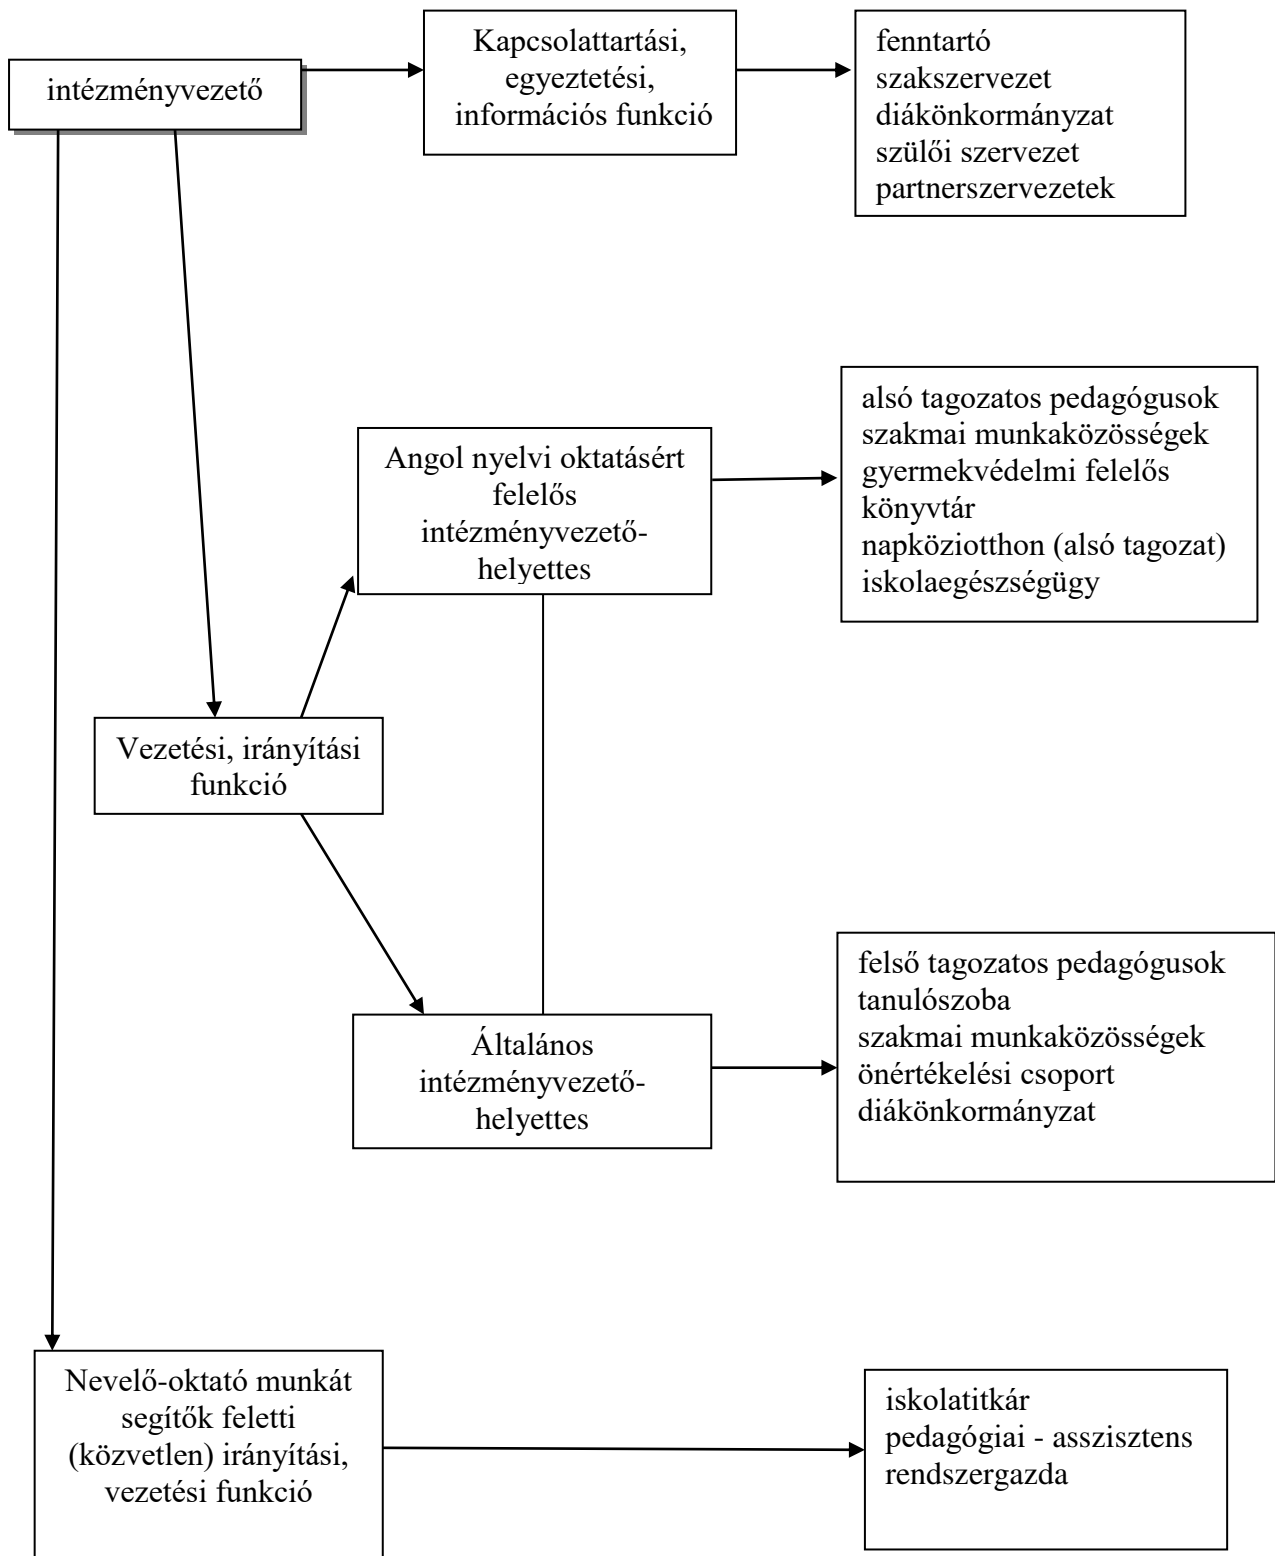 intézményvezető
Kapcsolattartási,
egyeztetési,
információs funkció
fenntartó
szakszervezet
diákönkormányzat
szülői szervezet
partnerszervezetek
Angol nyelvi oktatásért
felelős
intézményvezető-
helyettes
alsó tagozatos pedagógusok
szakmai munkaközösségek
gyermekvédelmi felelős
könyvtár
napköziotthon (alsó tagozat)
iskolaegészségügy
Vezetési, irányítási
funkció
Általános
intézményvezető-
helyettes
felső tagozatos pedagógusok
tanulószoba
szakmai munkaközösségek
önértékelési csoport
diákönkormányzat
Nevelő-oktató munkát
segítők feletti
(közvetlen) irányítási,
vezetési funkció
iskolatitkár
pedagógiai - asszisztens
rendszergazda